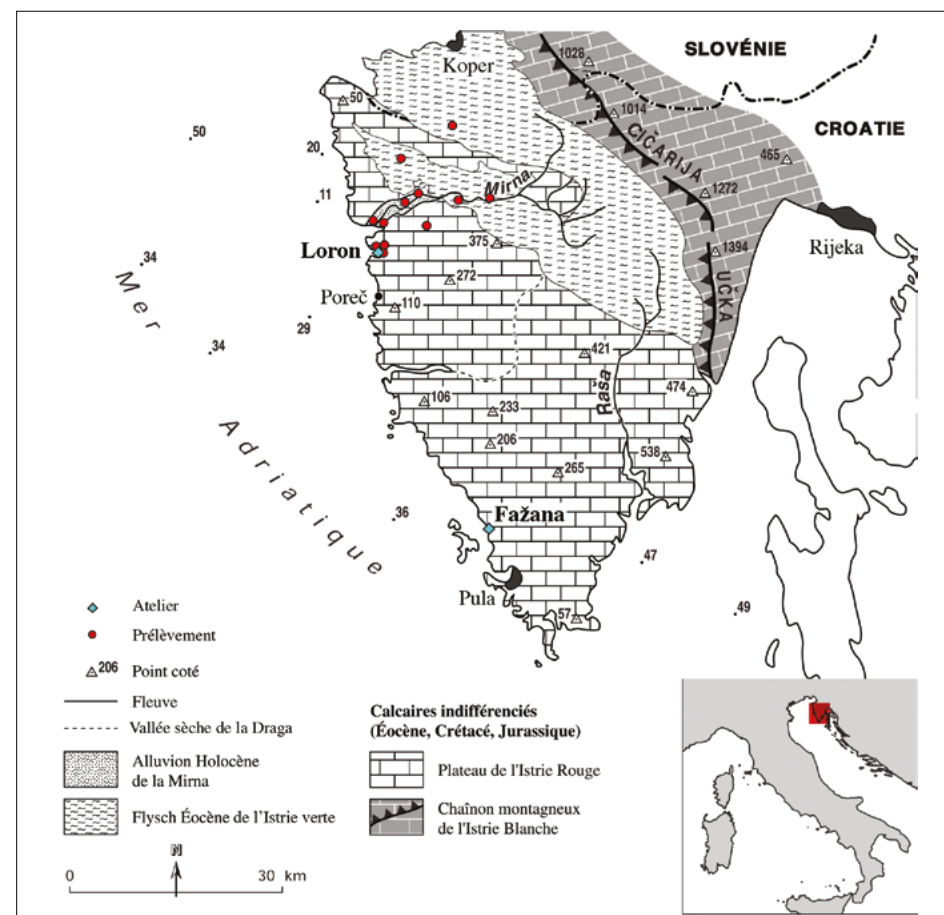 SLOVÉNIE
1028
Koper
50
1014
CROATIE
50
ĆIĆARIJA
465
20
Mirna
1272
11
375
Rijeka
Loron
1394
34
UČKA
272
Poreč
110
29
Mer Adriatique
34
421
Raša
474
106
233
206
538
265
36
Fažana
47
Pula
57
49
Atelier
Prélèvement
206 Point coté
Fleuve
Vallée sèche de la Draga
Alluvion Holocène
de la Mirna
Flysch Éocène de l'Istrie verte
Calcaires indifférenciés
(Éocène, Crétacé, Jurassique)
Plateau de l'Istrie Rouge
Chaînon montagneux
de l'Istrie Blanche
N
0 30 km